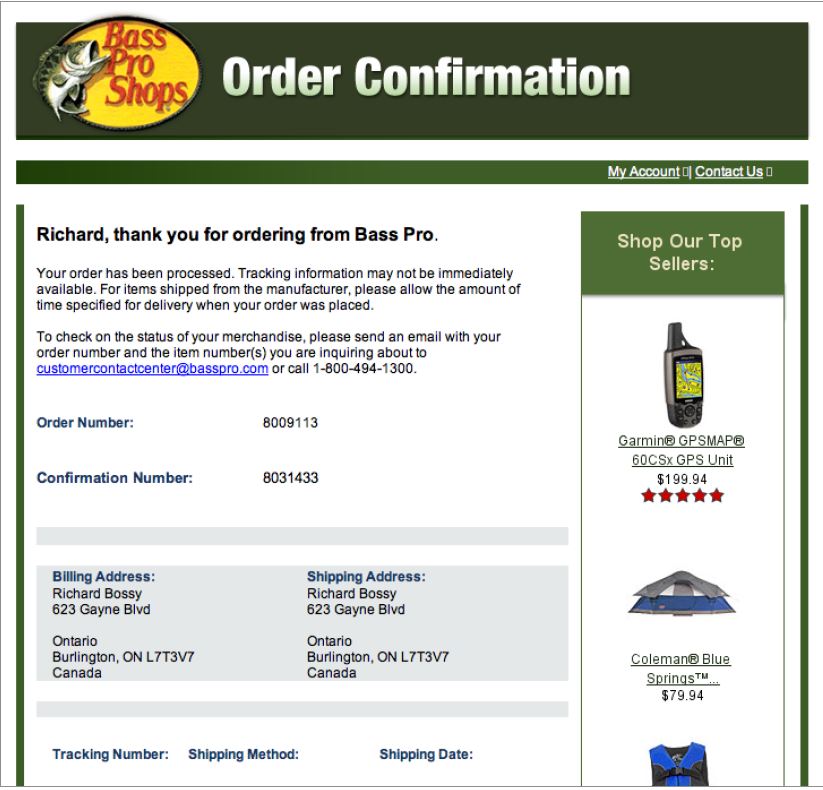 Bass
Pro
Shops
Order Confirmation
My Account | Contact Us
Richard, thank you for ordering from Bass Pro.
Your order has been processed. Tracking information may not be immediately
available. For items shipped from the manufacturer, please allow the amount of
time specified for delivery when your order was placed.
To check on the status of your merchandise, please send an email with your
order number and the item number(s) you are inquiring about to
customercontactcenter@basspro.com or call 1-800-494-1300.
Order Number: 8009113
Confirmation Number: 8031433
Billing Address:
Richard Bossy
623 Gayne Blvd
Ontario
Burlington, ON L7T3V7
Canada
Shipping Address:
Richard Bossy
623 Gayne Blvd
Ontario
Burlington, ON L7T3V7
Canada
Tracking Number: Shipping Method: Shipping Date:
Shop Our Top
Sellers:
Garmin® GPSMAP®
60CSx GPS Unit
$199.94
Coleman® Blue
Springs™...
$79.94